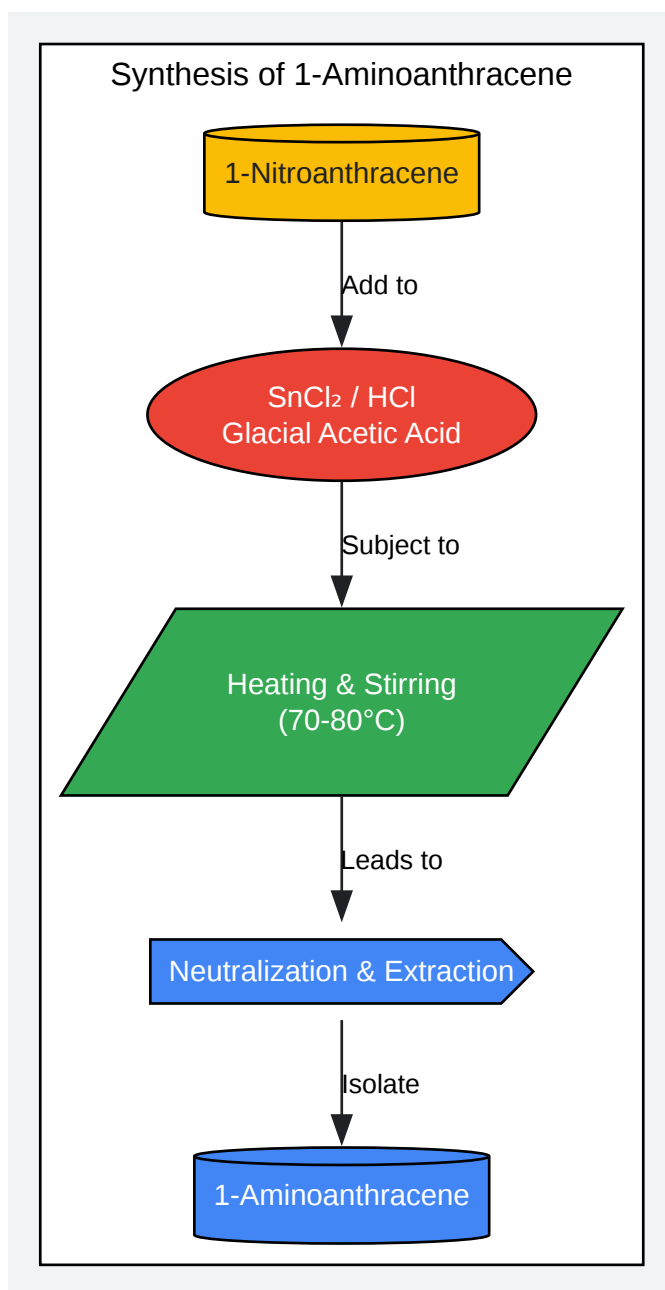 Synthesis of 1-Aminoanthracene
1-Nitroanthracene
Add to
SnCl₂ / HCl
Glacial Acetic Acid
Subject to
Heating & Stirring
(70-80°C)
Leads to
Neutralization & Extraction
Isolate
1-Aminoanthracene